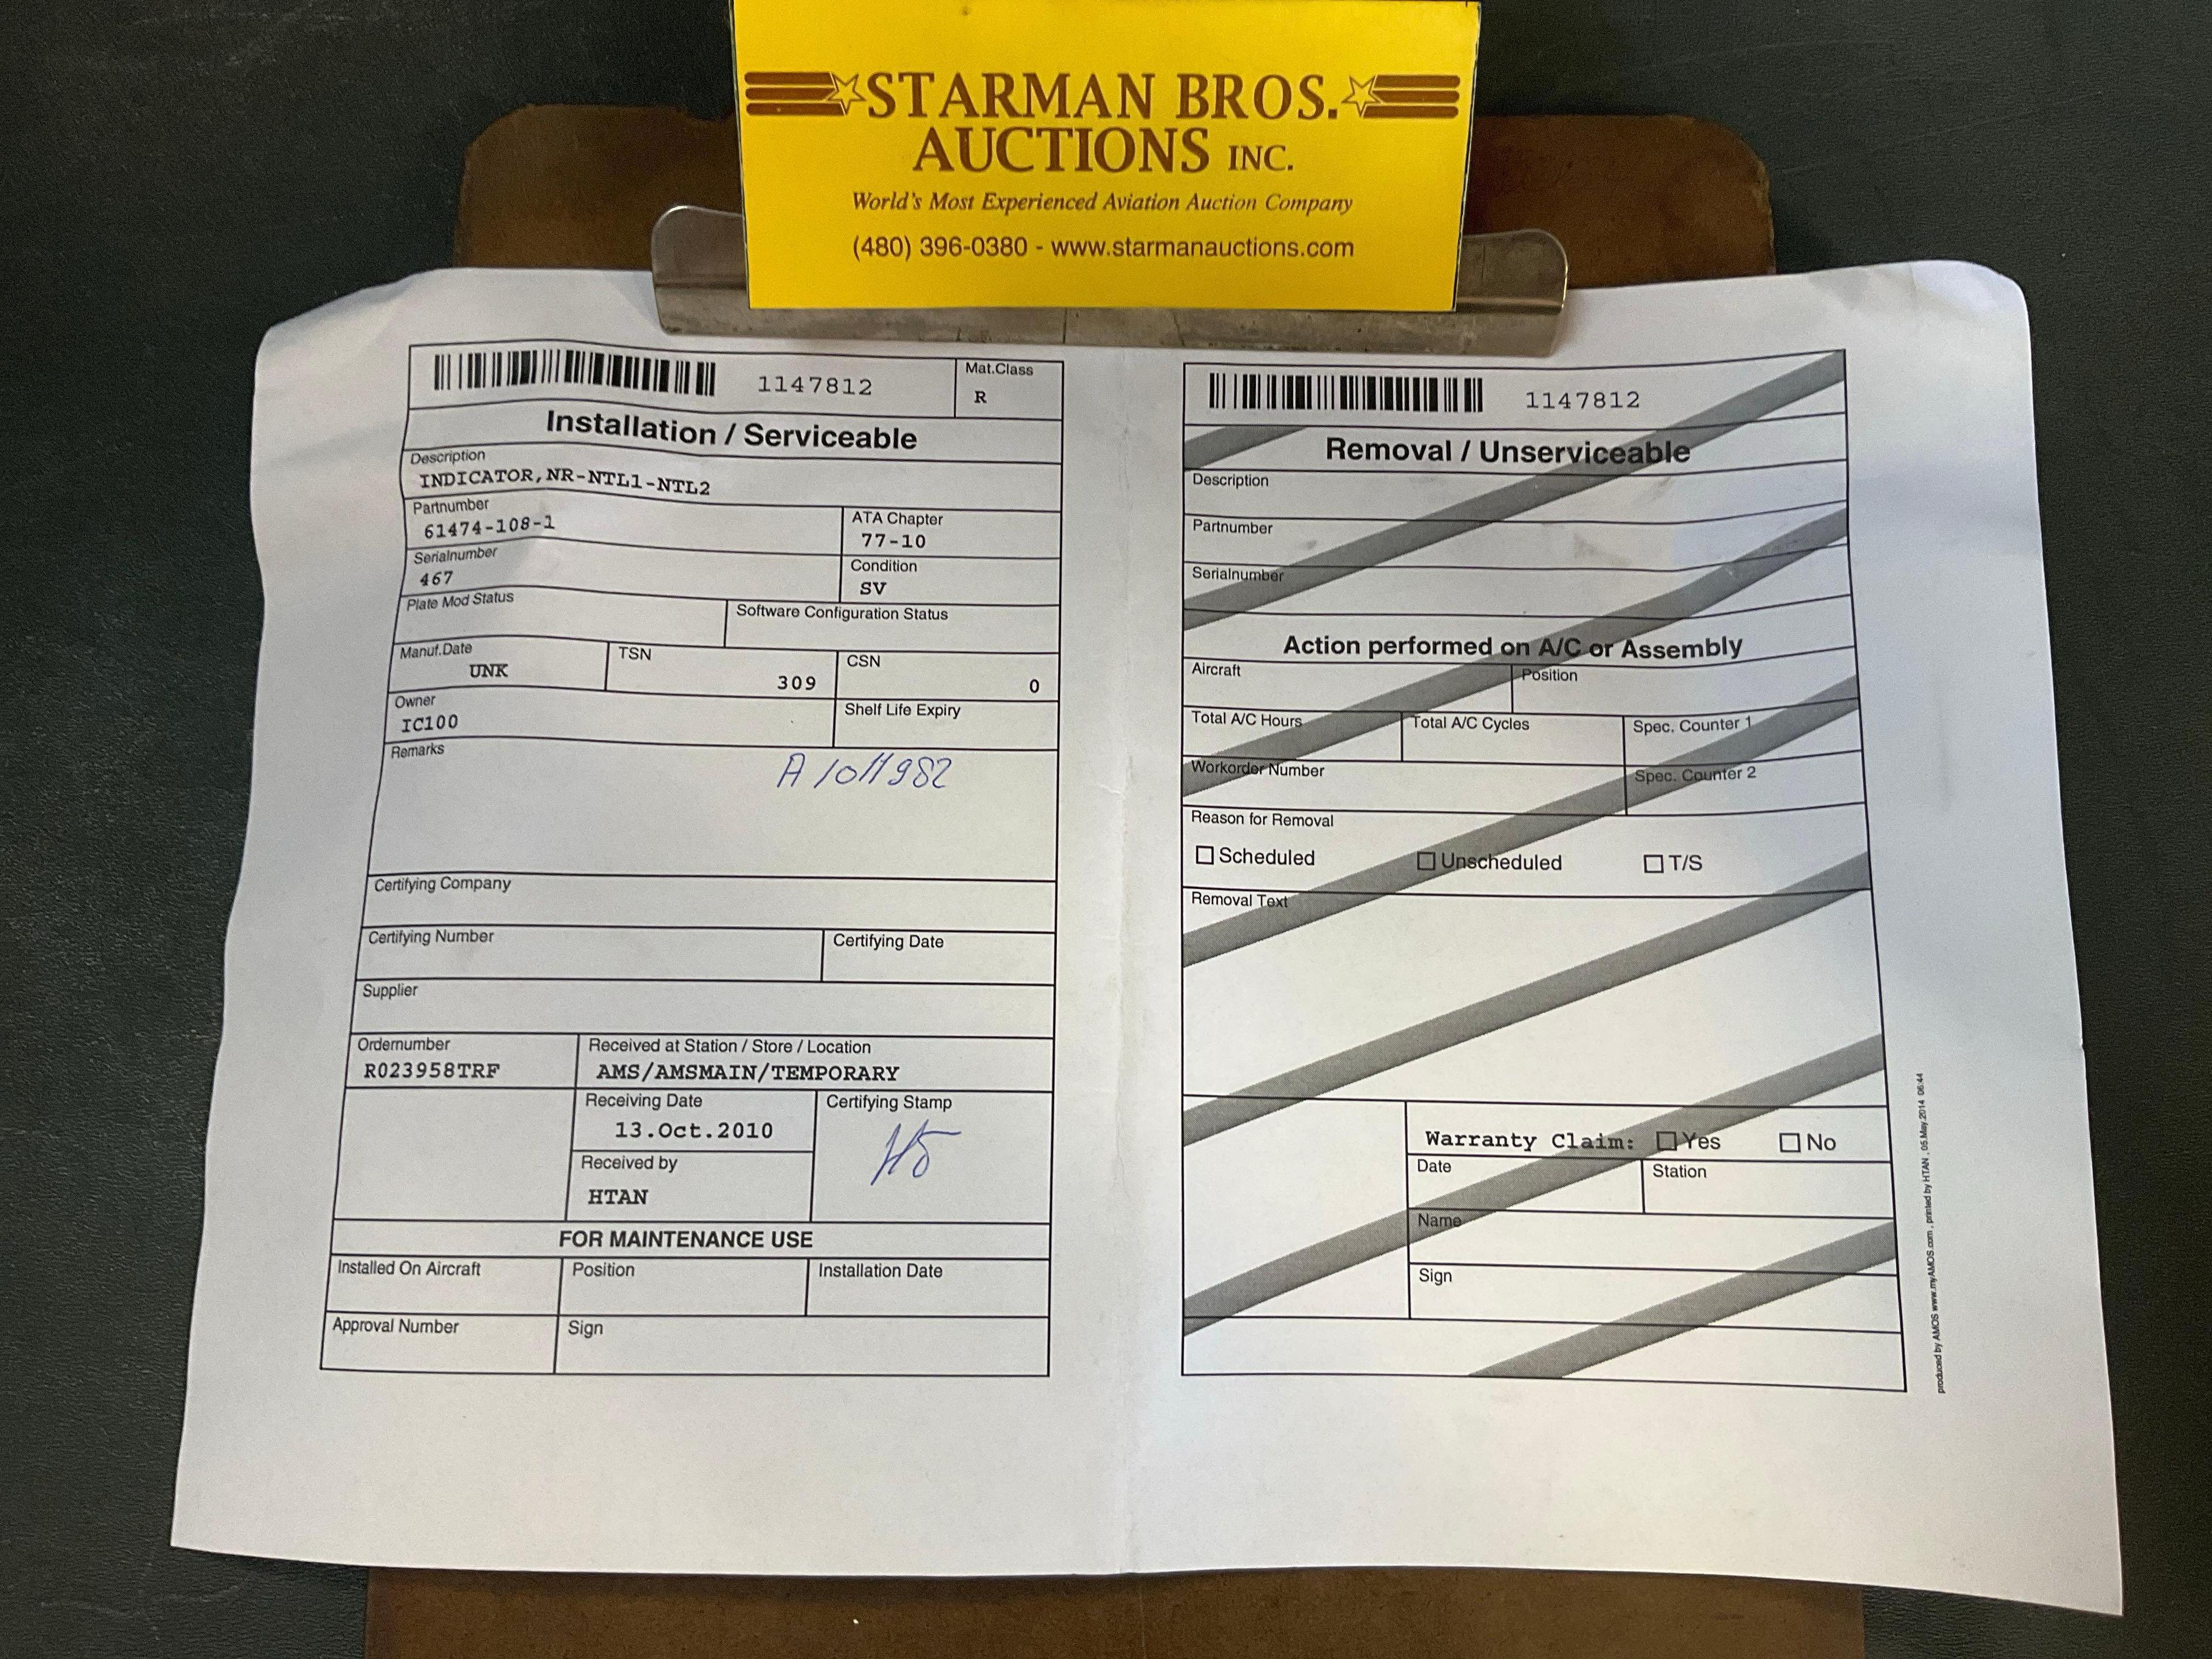 STARMAN BROS.
AUCTIONS INC.
World's Most Experienced Aviation Auction Company
(480) 396-0380 - www.starmanauctions.com
1147812
Mat.Class
R
Installation / Serviceable
Description
INDICATOR,NR-NTL1-NTL2
Partnumber
61474-108-1
ATA Chapter
77-10
Serialnumber
467
Condition
SV
Plate Mod Status
Software Configuration Status
Manuf.Date
UNK
TSN
309
CSN
0
Owner
IC100
Shelf Life Expiry
Remarks
A 1011982
Certifying Company
Certifying Number
Certifying Date
Supplier
Ordernumber
R023958TRF
Received at Station / Store / Location
AMS/AMSMAIN/TEMPORARY
Receiving Date
13.Oct.2010
Certifying Stamp
Received by
HTAN
FOR MAINTENANCE USE
Installed On Aircraft
Position
Installation Date
Approval Number
Sign
1147812
Removal / Unserviceable
Description
Partnumber
Serialnumber
Action performed on A/C or Assembly
Aircraft
Position
Total A/C Hours
Total A/C Cycles
Spec. Counter 1
Workorder Number
Spec. Counter 2
Reason for Removal
Scheduled
Unscheduled
T/S
Removal Text
Warranty Claim: Yes No
Date
Station
Name
Sign
produced by AMOS www.myAMOS.com , printed by HTAN , 05.May.2014 06:44